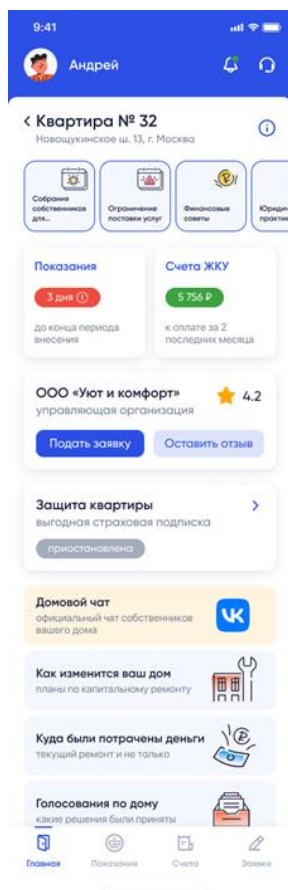 9:41
Андрей
Квартира № 32
Новощукинское ш. 13, г. Москва
Собрания
собственников
для...
Ограничение
поставки услуг
Финансовые
советы
Юридич
практик
Показания
3 дня
до конца периода
внесения
Счета ЖКУ
5 756 ₽
к оплате за 2
последних месяца
ООО «Уют и комфорт»
4.2
управляющая организация
Подать заявку
Оставить отзыв
Защита квартиры
выгодная страховая подписка
приостановлена
Домовой чат
официальный чат собственников
вашего дома
Как изменится ваш дом
планы по капитальному ремонту
Куда были потрачены деньги
текущий ремонт и не только
Голосования по дому
какие решения были приняты
Главная
Показания
Счета
Заявки